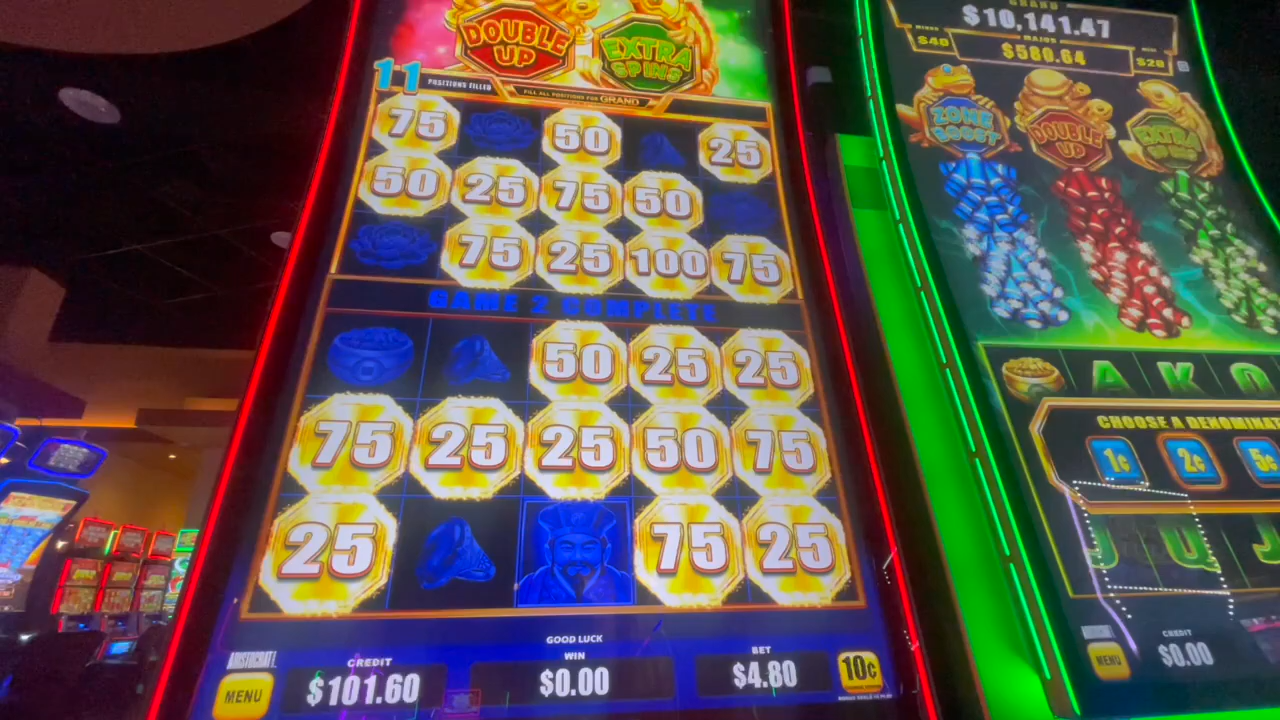 DOUBLE
UP
EXTRA
SPINS
11 POSITIONS FILLED
FILL ALL POSITIONS FOR GRAND
75 50 25
50 25 75 50
75 25 100 75
GAME 2 COMPLETE
50 25 25
75 25 25 50 75
25 75 25
GOOD LUCK
ARISTOCRAT
MENU
CREDIT
$101.60
WIN
$0.00
BET
$4.80
10¢
GRAND
$10,141.47
$40
MAJOR
$580.64
$20
ZONE
BOOST
DOUBLE
UP
EXTRA
SPINS
A K Q
CHOOSE A DENOMINAT
1¢ 2¢ 5¢
J Q J
MENU
CREDIT
$0.00